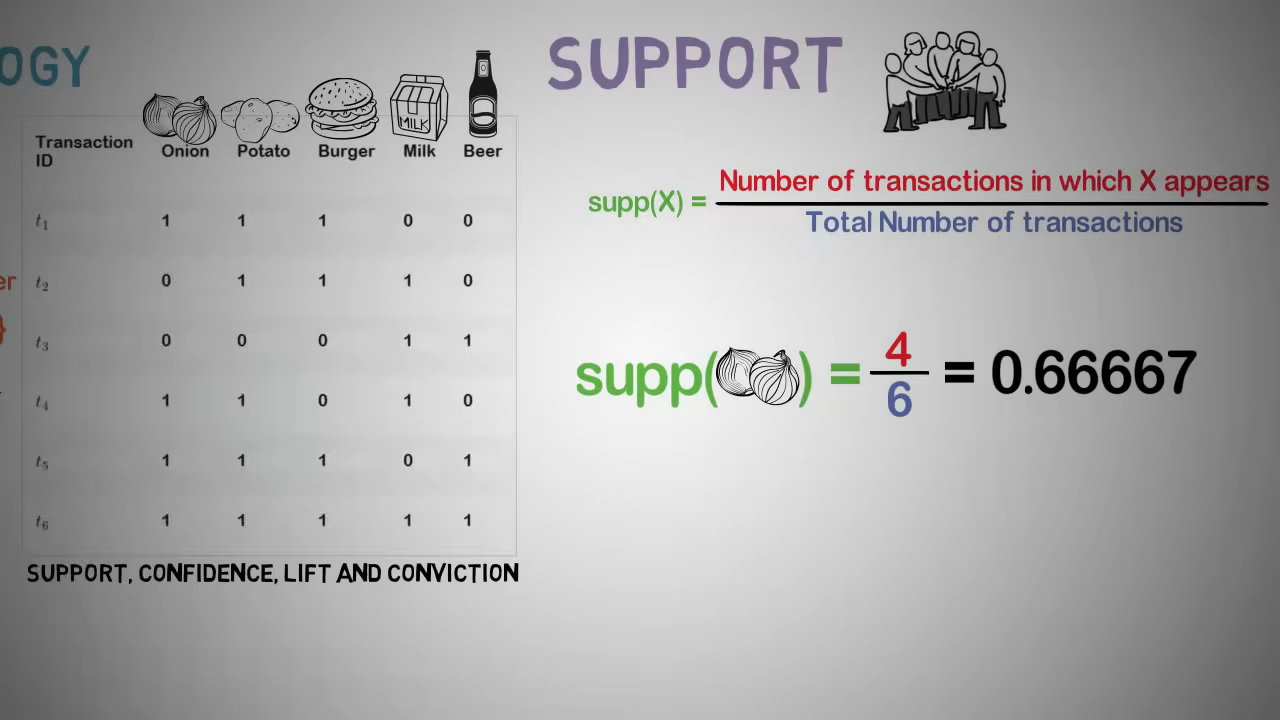 OGY
SUPPORT
MILK
Transaction ID Onion Potato Burger Milk Beer
t1 1 1 1 0 0
t2 0 1 1 1 0
t3 0 0 0 1 1
t4 1 1 0 1 0
t5 1 1 1 0 1
t6 1 1 1 1 1
er
}
SUPPORT, CONFIDENCE, LIFT AND CONVICTION
supp(X) = Number of transactions in which X appears
Total Number of transactions
supp( ) = 4/6 = 0.66667